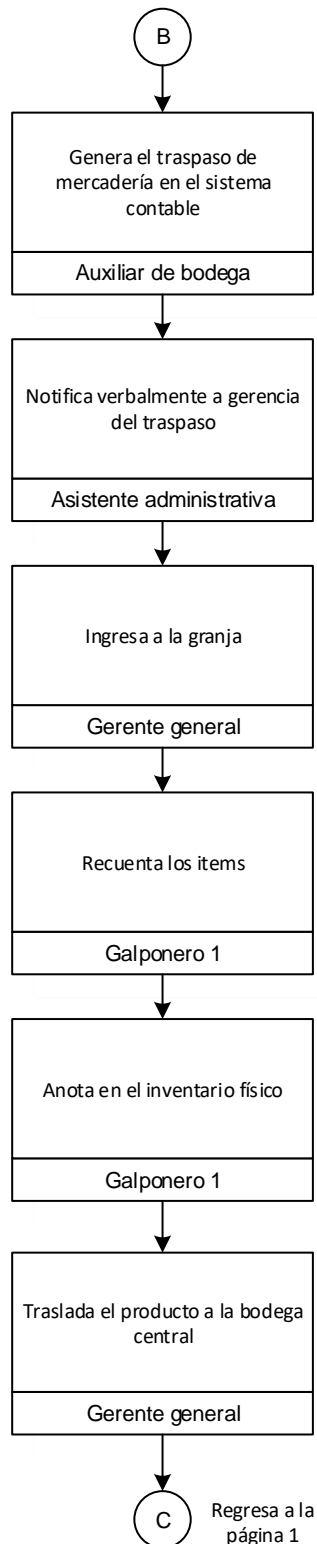 B
Genera el traspaso de
mercadería en el sistema
contable
Auxiliar de bodega
Notifica verbalmente a gerencia
del traspaso
Asistente administrativa
Ingresa a la granja
Gerente general
Recuenta los items
Galponero 1
Anota en el inventario físico
Galponero 1
Traslada el producto a la bodega
central
Gerente general
C
Regresa a la
página 1